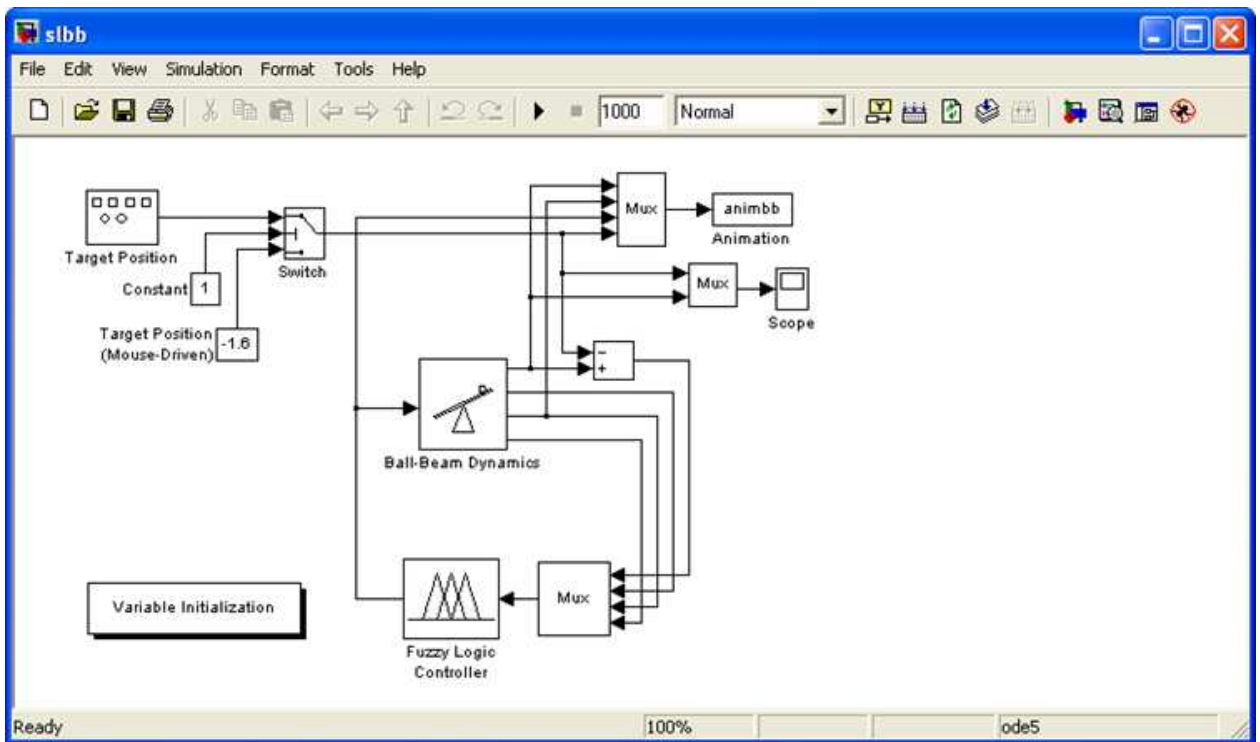 slbb
File Edit View Simulation Format Tools Help
1000 Normal
Target Position
Constant 1
Target Position
(Mouse-Driven) -1.6
Switch
Mux
animbb
Animation
Mux
Scope
−
+
Ball-Beam Dynamics
Variable Initialization
Fuzzy Logic
Controller
Mux
Ready 100% ode5